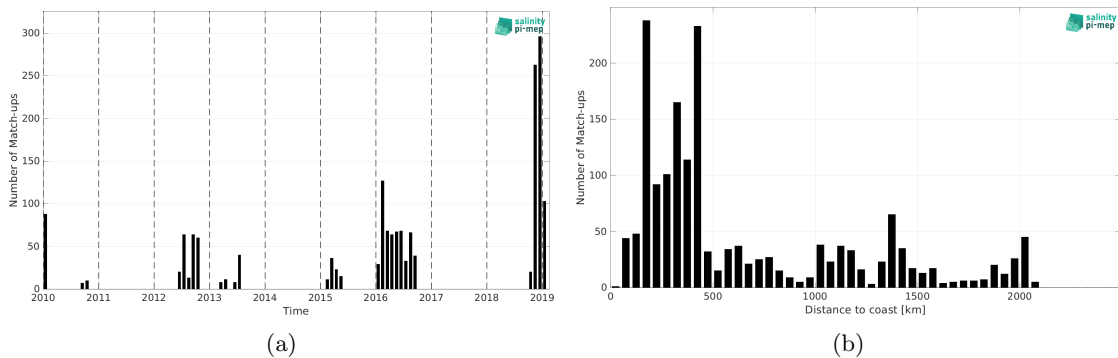 salinity
pi-mep
300
250
200
150
100
50
0
Number of Match-ups
2010 2011 2012 2013 2014 2015 2016 2017 2018 2019
Time
(a)
salinity
pi-mep
200
150
100
50
0
Number of Match-ups
0 500 1000 1500 2000
Distance to coast [km]
(b)